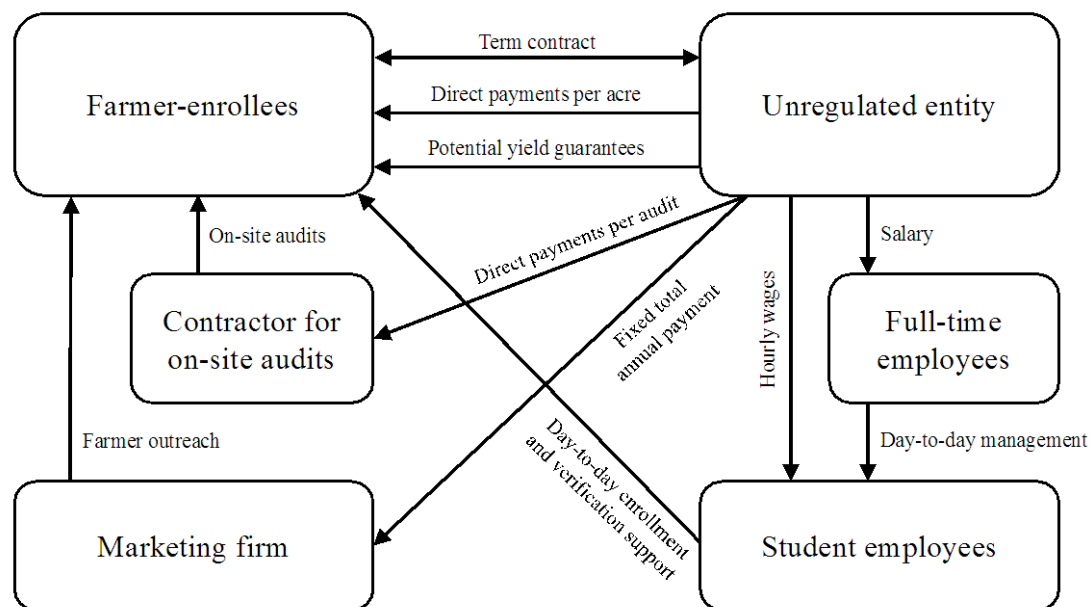 Term contract
Farmer-enrollees
Direct payments per acre
Unregulated entity
Potential yield guarantees
On-site audits
Direct payments per audit
Salary
Contractor for
on-site audits
Fixed total
annual payment
Hourly wages
Full-time
employees
Farmer outreach
Day-to-day enrollment
and verification support
Day-to-day management
Marketing firm
Student employees